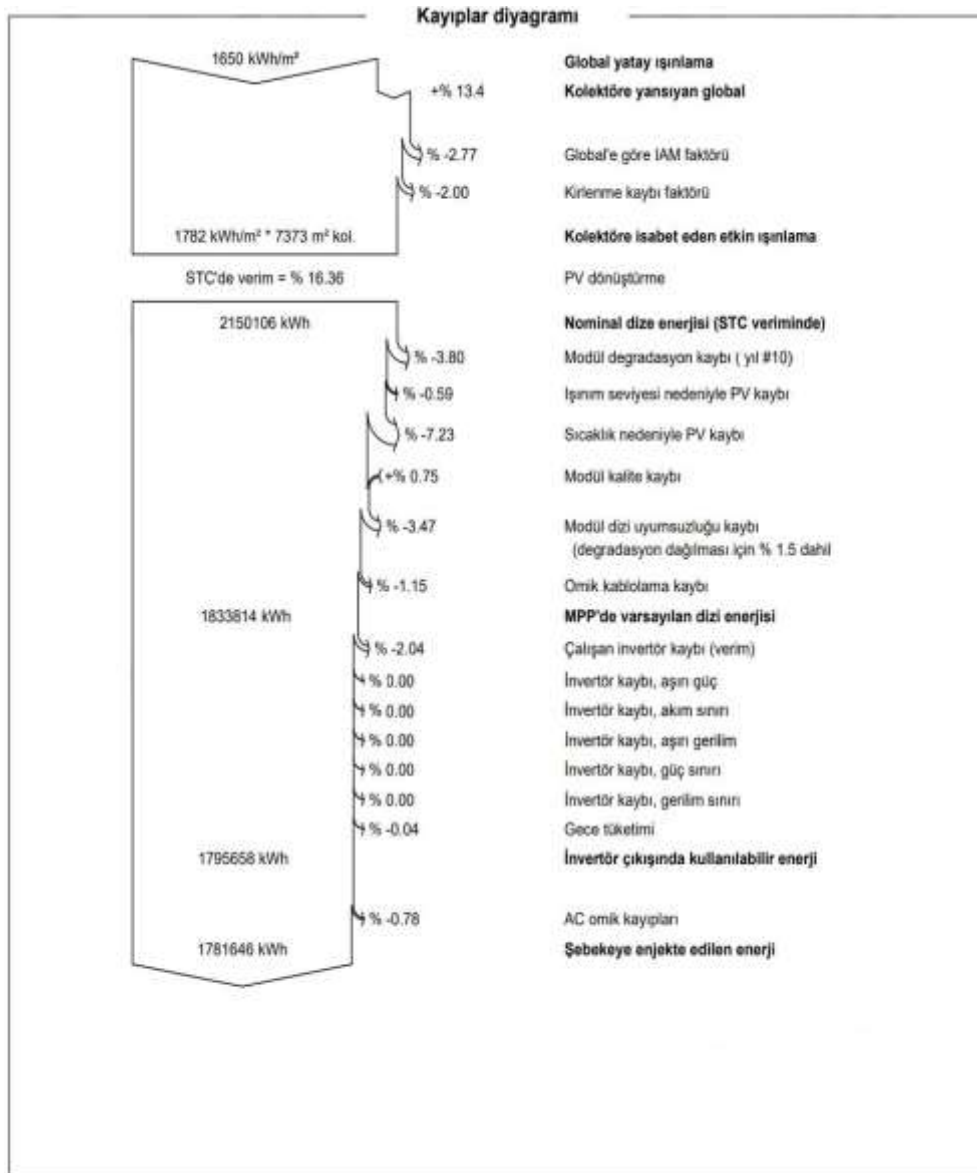 Kayıplar diyagramı
1650 kWh/m² Global yatay ışınlama
+% 13.4 Kolektöre yansıyan global
% -2.77 Global'e göre IAM faktörü
% -2.00 Kirlenme kaybı faktörü
1782 kWh/m² * 7373 m² kol. Kolektöre isabet eden etkin ışınlama
STC'de verim = % 16.36 PV dönüştürme
2150106 kWh Nominal dize enerjisi (STC veriminde)
% -3.80 Modül degradasyon kaybı ( yıl #10)
% -0.59 Işınım seviyesi nedeniyle PV kaybı
% -7.23 Sıcaklık nedeniyle PV kaybı
+% 0.75 Modül kalite kaybı
% -3.47 Modül dizi uyumsuzluğu kaybı
(degradasyon dağılması için % 1.5 dahil
% -1.15 Omik kablolama kaybı
1833814 kWh MPP'de varsayılan dizi enerjisi
% -2.04 Çalışan invertör kaybı (verim)
% 0.00 İnvertör kaybı, aşırı güç
% 0.00 İnvertör kaybı, akım sınırı
% 0.00 İnvertör kaybı, aşırı gerilim
% 0.00 İnvertör kaybı, güç sınırı
% 0.00 İnvertör kaybı, gerilim sınırı
% -0.04 Gece tüketimi
1795658 kWh İnvertör çıkışında kullanılabilir enerji
% -0.78 AC omik kayıpları
1781646 kWh Şebekeye enjekte edilen enerji